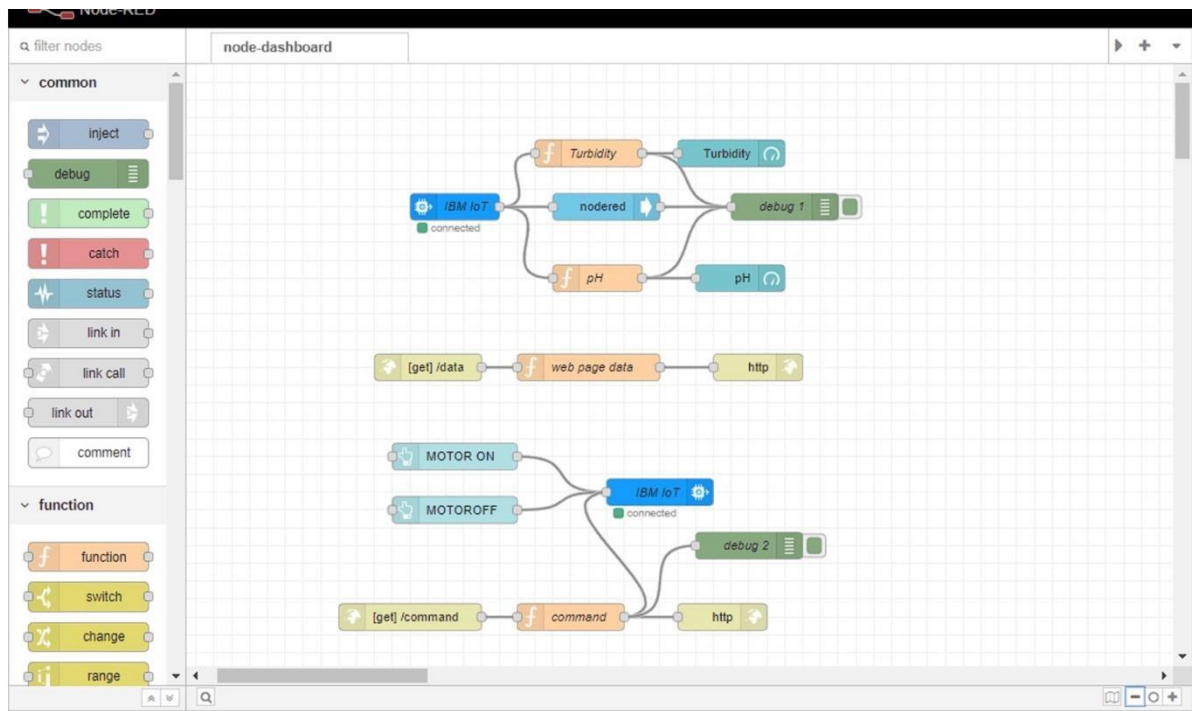 Node-RED
filter nodes
node-dashboard
common
inject
debug
complete
catch
status
link in
link call
link out
comment
function
function
switch
change
range
Turbidity
Turbidity
IBM IoT
connected
nodered
debug 1
pH
pH
[get] /data
web page data
http
MOTOR ON
IBM IoT
connected
MOTOROFF
debug 2
[get] /command
command
http